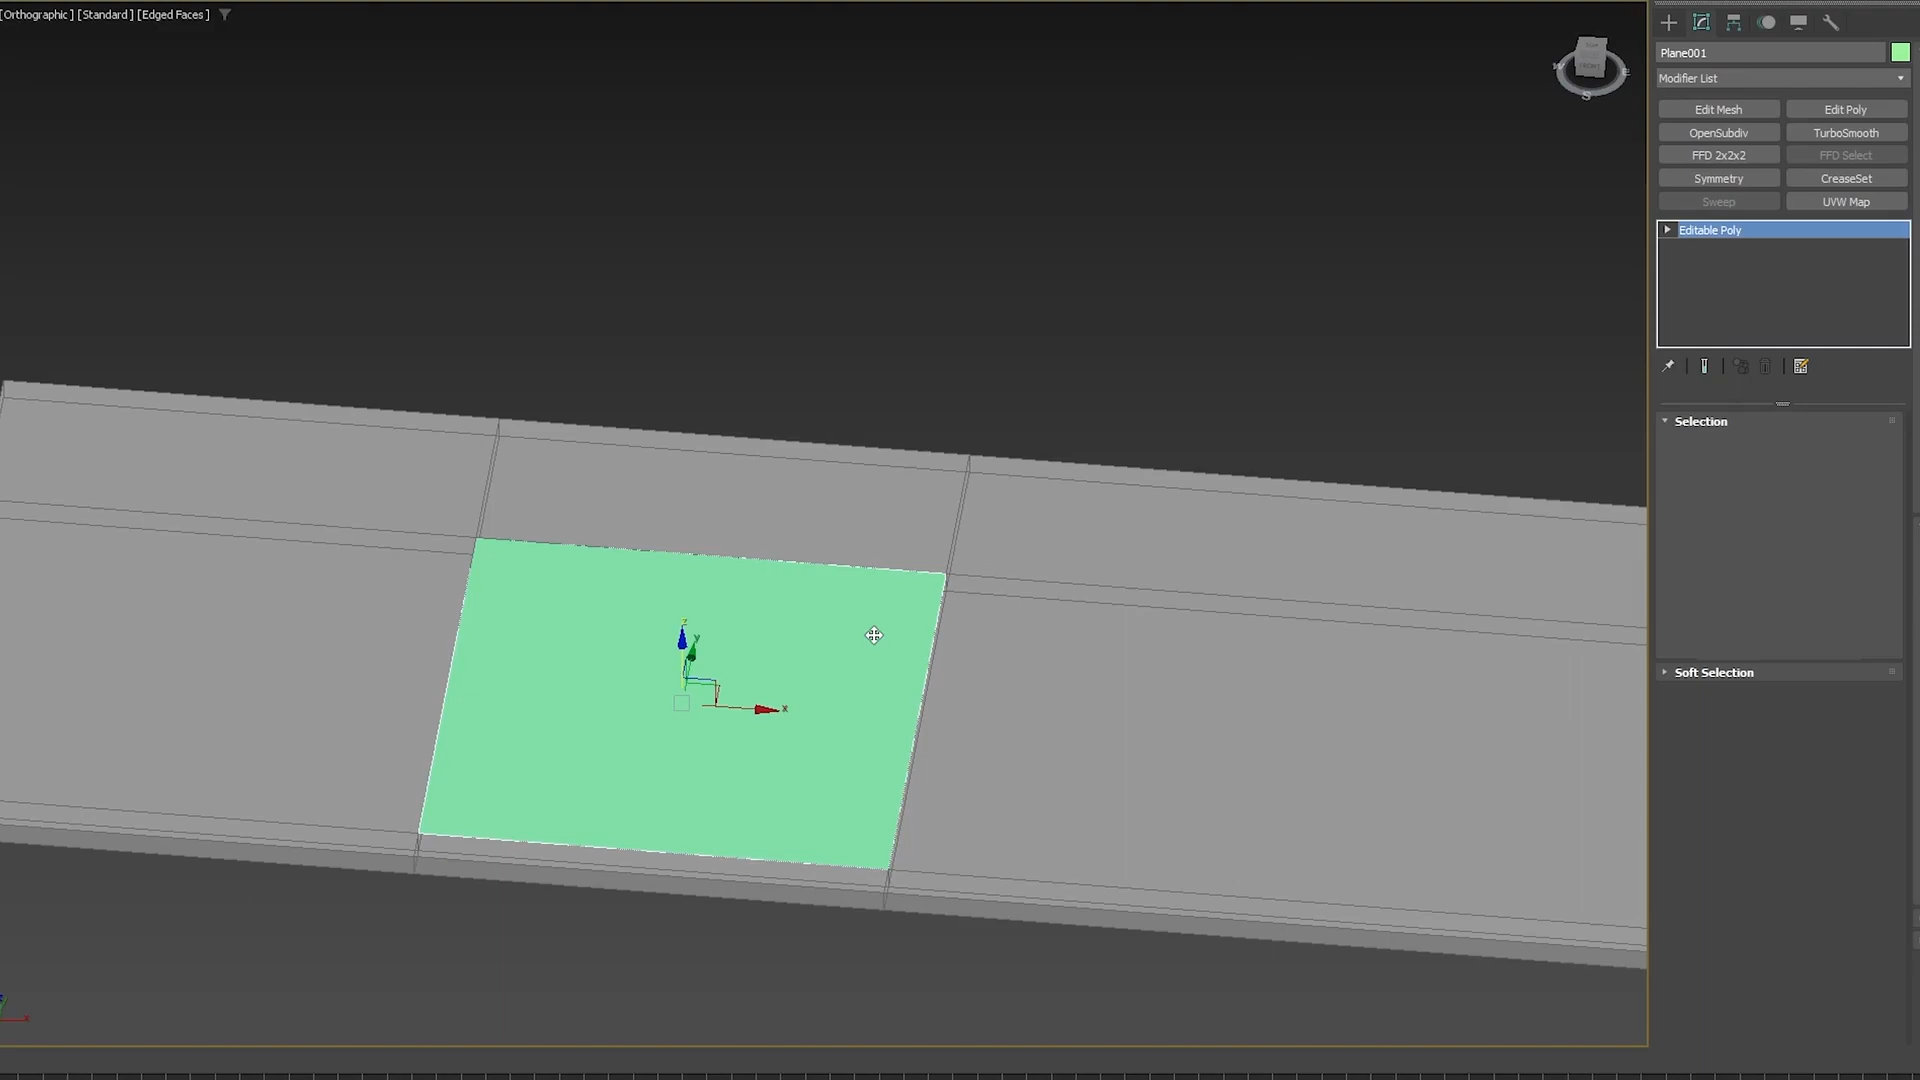 [Orthographic ] [Standard ] [Edged Faces ]
Plane001
Modifier List
Edit Mesh
Edit Poly
OpenSubdiv
TurboSmooth
FFD 2x2x2
FFD Select
Symmetry
CreaseSet
Sweep
UVW Map
Editable Poly
Selection
Soft Selection
S
z
y
x
x